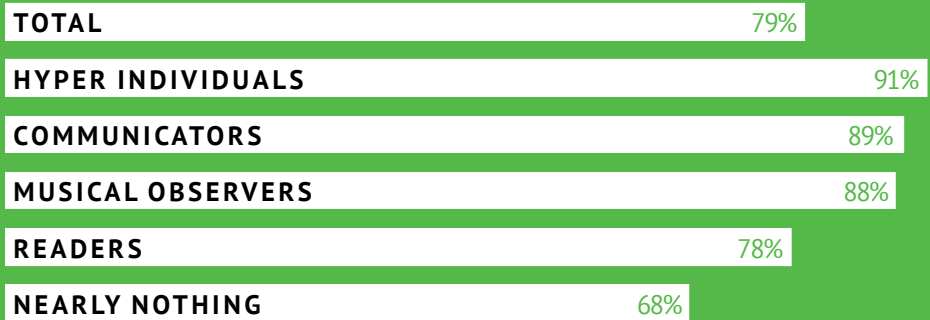 TOTAL 79%
HYPER INDIVIDUALS 91%
COMMUNICATORS 89%
MUSICAL OBSERVERS 88%
READERS 78%
NEARLY NOTHING 68%